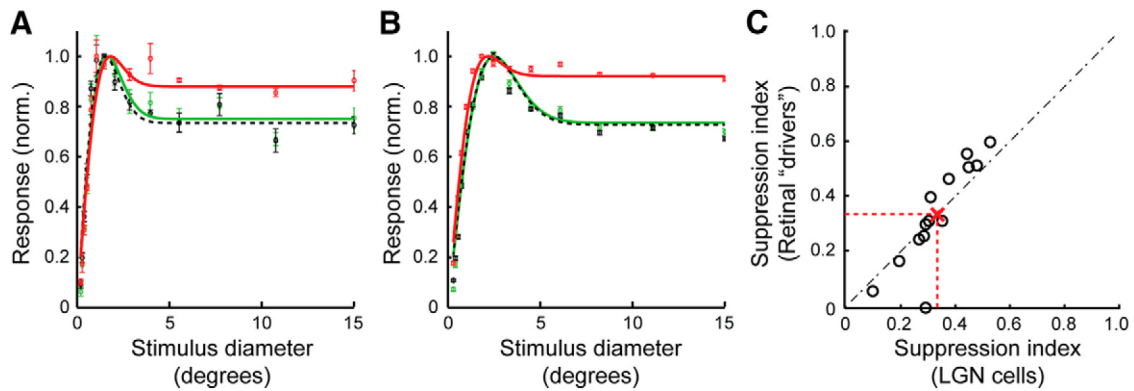 A
Response (norm.)
1.0
0.8
0.6
0.4
0.2
0
0
5
10
15
Stimulus diameter
(degrees)
B
Response (norm.)
1.0
0.8
0.6
0.4
0.2
0
0
5
10
15
Stimulus diameter
(degrees)
C
Suppression index
(Retinal “drivers”)
1.0
0.8
0.6
0.4
0.2
0
0
0.2
0.4
0.6
0.8
1.0
Suppression index
(LGN cells)